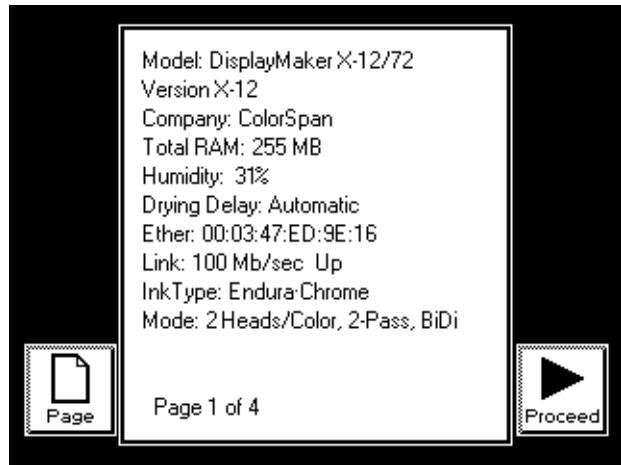 Model: DisplayMaker X-12/72
Version X-12
Company: ColorSpan
Total RAM: 255 MB
Humidity: 31%
Drying Delay: Automatic
Ether: 00:03:47:ED:9E:16
Link: 100 Mb/sec Up
InkType: Endura·Chrome
Mode: 2 Heads/Color, 2-Pass, BiDi
Page 1 of 4
Page
Proceed